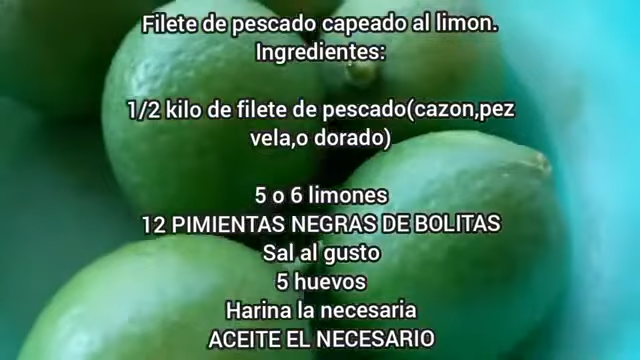 Filete de pescado capeado al limon.
Ingredientes:
1/2 kilo de filete de pescado(cazon,pez
vela,o dorado)
5 o 6 limones
12 PIMIENTAS NEGRAS DE BOLITAS
Sal al gusto
5 huevos
Harina la necesaria
ACEITE EL NECESARIO